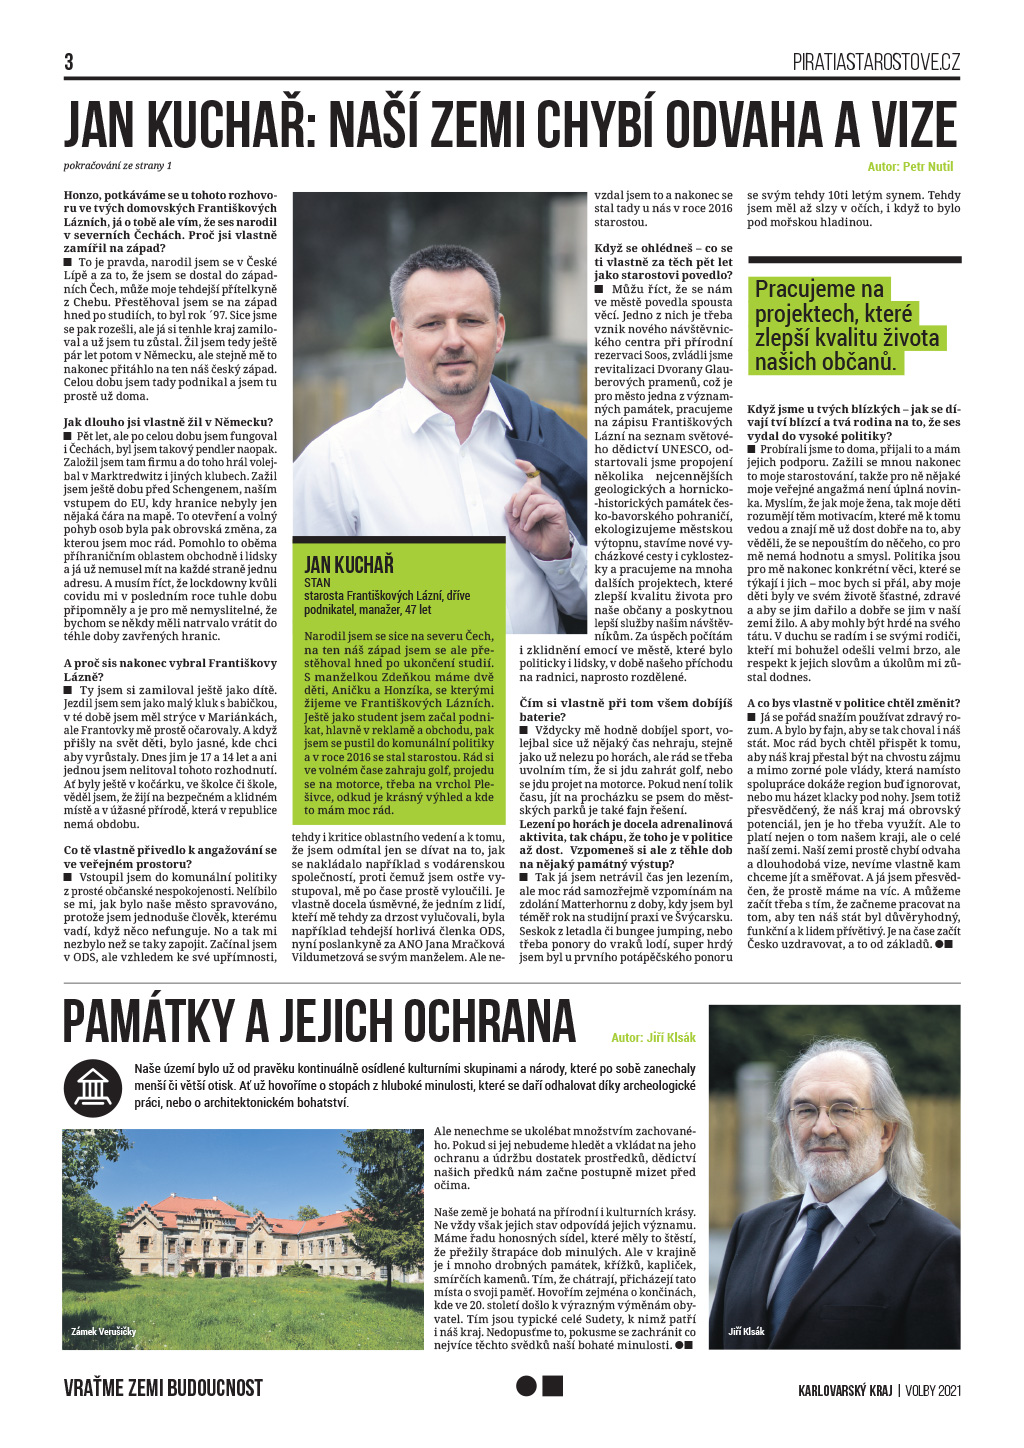 3
PIRATIASTAROSTOVE.CZ
JAN KUCHAŘ: NAŠÍ ZEMI CHYBÍ ODVAHA A VIZE
pokračování ze strany 1
Autor: Petr Nutil
Honzo, potkáváme se u tohoto rozhovo-
ru ve tvých domovských Františkových
Lázních, já o tobě ale vím, že ses narodil
v severních Čechách. Proč jsi vlastně
zamířil na západ?
■ To je pravda, narodil jsem se v České
Lípě a za to, že jsem se dostal do západ-
ních Čech, může moje tehdejší přítelkyně
z Chebu. Přestěhoval jsem se na západ
hned po studiích, to byl rok ´97. Sice jsme
se pak rozešli, ale já si tenhle kraj zamilo-
val a už jsem tu zůstal. Žil jsem tedy ještě
pár let potom v Německu, ale stejně mě to
nakonec přitáhlo na ten náš český západ.
Celou dobu jsem tady podnikal a jsem tu
prostě už doma.
Jak dlouho jsi vlastně žil v Německu?
■ Pět let, ale po celou dobu jsem fungoval
i Čechách, byl jsem takový pendler naopak.
Založil jsem tam firmu a do toho hrál volej-
bal v Marktredwitz i jiných klubech. Zažil
jsem ještě dobu před Schengenem, naším
vstupem do EU, kdy hranice nebyly jen
nějaká čára na mapě. To otevření a volný
pohyb osob byla pak obrovská změna, za
kterou jsem moc rád. Pomohlo to oběma
příhraničním oblastem obchodně i lidsky
a já už nemusel mít na každé straně jednu
adresu. A musím říct, že lockdowny kvůli
covidu mi v posledním roce tuhle dobu
připomněly a je pro mě nemyslitelné, že
bychom se někdy měli natrvalo vrátit do
téhle doby zavřených hranic.
A proč sis nakonec vybral Františkovy
Lázně?
■ Ty jsem si zamiloval ještě jako dítě.
Jezdil jsem sem jako malý kluk s babičkou,
v té době jsem měl strýce v Mariánkách,
ale Frantovky mě prostě očarovaly. A když
přišly na svět děti, bylo jasné, kde chci
aby vyrůstaly. Dnes jim je 17 a 14 let a ani
jednou jsem nelitoval tohoto rozhodnutí.
Ať byly ještě v kočárku, ve školce či škole,
věděl jsem, že žijí na bezpečném a klidném
místě a v úžasné přírodě, která v republice
nemá obdobu.
Co tě vlastně přivedlo k angažování se
ve veřejném prostoru?
■ Vstoupil jsem do komunální politiky
z prosté občanské nespokojenosti. Nelíbilo
se mi, jak bylo naše město spravováno,
protože jsem jednoduše člověk, kterému
vadí, když něco nefunguje. No a tak mi
nezbylo než se taky zapojit. Začínal jsem
v ODS, ale vzhledem ke své upřímnosti,
JAN KUCHAŘ
STAN
starosta Františkových Lázní, dříve
podnikatel, manažer, 47 let
Narodil jsem se sice na severu Čech,
na ten náš západ jsem se ale pře-
stěhoval hned po ukončení studií.
S manželkou Zdeňkou máme dvě
děti, Aničku a Honzíka, se kterými
žijeme ve Františkových Lázních.
Ještě jako student jsem začal podni-
kat, hlavně v reklamě a obchodu, pak
jsem se pustil do komunální politiky
a v roce 2016 se stal starostou. Rád si
ve volném čase zahraju golf, projedu
se na motorce, třeba na vrchol Ple-
šivce, odkud je krásný výhled a kde
to mám moc rád.
tehdy i kritice oblastního vedení a k tomu,
že jsem odmítal jen se dívat na to, jak
se nakládalo například s vodárenskou
společností, proti čemuž jsem ostře vy-
stupoval, mě po čase prostě vyloučili. Je
vlastně docela úsměvné, že jedním z lidí,
kteří mě tehdy za drzost vylučovali, byla
například tehdejší horlivá členka ODS,
nyní poslankyně za ANO Jana Mračková
Vildumetzová se svým manželem. Ale ne-
vzdal jsem to a nakonec se
stal tady u nás v roce 2016
starostou.
Když se ohlédneš – co se
ti vlastně za těch pět let
jako starostovi povedlo?
■ Můžu říct, že se nám
ve městě povedla spousta
věcí. Jedno z nich je třeba
vznik nového návštěvnic-
kého centra při přírodní
rezervaci Soos, zvládli jsme
revitalizaci Dvorany Glau-
berových pramenů, což je
pro město jedna z význam-
ných památek, pracujeme
na zápisu Františkových
Lázní na seznam světové-
ho dědictví UNESCO, od-
startovali jsme propojení
několika nejcennějších
geologických a hornicko-
-historických památek čes-
ko-bavorského pohraničí,
ekologizujeme městskou
výtopnu, stavíme nové vy-
cházkové cesty i cyklostez-
ky a pracujeme na mnoha
dalších projektech, které
zlepší kvalitu života pro
naše občany a poskytnou
lepší služby našim návštěv-
níkům. Za úspěch počítám
i zklidnění emocí ve městě, které bylo
politicky i lidsky, v době našeho příchodu
na radnici, naprosto rozdělené.
Čím si vlastně při tom všem dobíjíš
baterie?
■ Vždycky mě hodně dobíjel sport, vo-
lejbal sice už nějaký čas nehraju, stejně
jako už nelezu po horách, ale rád se třeba
uvolním tím, že si jdu zahrát golf, nebo
se jdu projet na motorce. Pokud není tolik
času, jít na procházku se psem do měst-
ských parků je také fajn řešení.
Lezení po horách je docela adrenalinová
aktivita, tak chápu, že toho je v politice
až dost. Vzpomeneš si ale z těhle dob
na nějaký památný výstup?
■ Tak já jsem netrávil čas jen lezením,
ale moc rád samozřejmě vzpomínám na
zdolání Matterhornu z doby, kdy jsem byl
téměř rok na studijní praxi ve Švýcarsku.
Seskok z letadla či bungee jumping, nebo
třeba ponory do vraků lodí, super hrdý
jsem byl u prvního potápěčského ponoru
se svým tehdy 10ti letým synem. Tehdy
jsem měl až slzy v očích, i když to bylo
pod mořskou hladinou.
Pracujeme na
projektech, které
zlepší kvalitu života
našich občanů.
Když jsme u tvých blízkých – jak se dí-
vají tví blízcí a tvá rodina na to, že ses
vydal do vysoké politiky?
■ Probírali jsme to doma, přijali to a mám
jejich podporu. Zažili se mnou nakonec
to moje starostování, takže pro ně nějaké
moje veřejné angažmá není úplná novin-
ka. Myslím, že jak moje žena, tak moje děti
rozumějí těm motivacím, které mě k tomu
vedou a znají mě už dost dobře na to, aby
věděli, že se nepouštím do něčeho, co pro
mě nemá hodnotu a smysl. Politika jsou
pro mě nakonec konkrétní věci, které se
týkají i jich – moc bych si přál, aby moje
děti byly ve svém životě šťastné, zdravé
a aby se jim dařilo a dobře se jim v naší
zemi žilo. A aby mohly být hrdé na svého
tátu. V duchu se radím i se svými rodiči,
kteří mi bohužel odešli velmi brzo, ale
respekt k jejich slovům a úkolům mi zů-
stal dodnes.
A co bys vlastně v politice chtěl změnit?
■ Já se pořád snažím používat zdravý ro-
zum. A bylo by fajn, aby se tak choval i náš
stát. Moc rád bych chtěl přispět k tomu,
aby náš kraj přestal být na chvostu zájmu
a mimo zorné pole vlády, která namísto
spolupráce dokáže region buď ignorovat,
nebo mu házet klacky pod nohy. Jsem totiž
přesvědčený, že náš kraj má obrovský
potenciál, jen je ho třeba využít. Ale to
platí nejen o tom našem kraji, ale o celé
naší zemi. Naší zemi prostě chybí odvaha
a dlouhodobá vize, nevíme vlastně kam
chceme jít a směřovat. A já jsem přesvěd-
čen, že prostě máme na víc. A můžeme
začít třeba s tím, že začneme pracovat na
tom, aby ten náš stát byl důvěryhodný,
funkční a k lidem přívětivý. Je na čase začít
Česko uzdravovat, a to od základů. ●■
PAMÁTKY A JEJICH OCHRANA
Autor: Jiří Klsák
Naše území bylo už od pravěku kontinuálně osídlené kulturními skupinami a národy, které po sobě zanechaly
menší či větší otisk. Ať už hovoříme o stopách z hluboké minulosti, které se daří odhalovat díky archeologické
práci, nebo o architektonickém bohatství.
Zámek Verušičky
Ale nenechme se ukolébat množstvím zachované-
ho. Pokud si jej nebudeme hledět a vkládat na jeho
ochranu a údržbu dostatek prostředků, dědictví
našich předků nám začne postupně mizet před
očima.
Naše země je bohatá na přírodní i kulturních krásy.
Ne vždy však jejich stav odpovídá jejich významu.
Máme řadu honosných sídel, které měly to štěstí,
že přežily štrapáce dob minulých. Ale v krajině
je i mnoho drobných památek, křížků, kapliček,
smírčích kamenů. Tím, že chátrají, přicházejí tato
místa o svoji paměť. Hovořím zejména o končinách,
kde ve 20. století došlo k výrazným výměnám oby-
vatel. Tím jsou typické celé Sudety, k nimž patří
i náš kraj. Nedopusťme to, pokusme se zachránit co
nejvíce těchto svědků naší bohaté minulosti. ●■
Jiří Klsák
VRAŤME ZEMI BUDOUCNOST
KARLOVARSKÝ KRAJ | VOLBY 2021